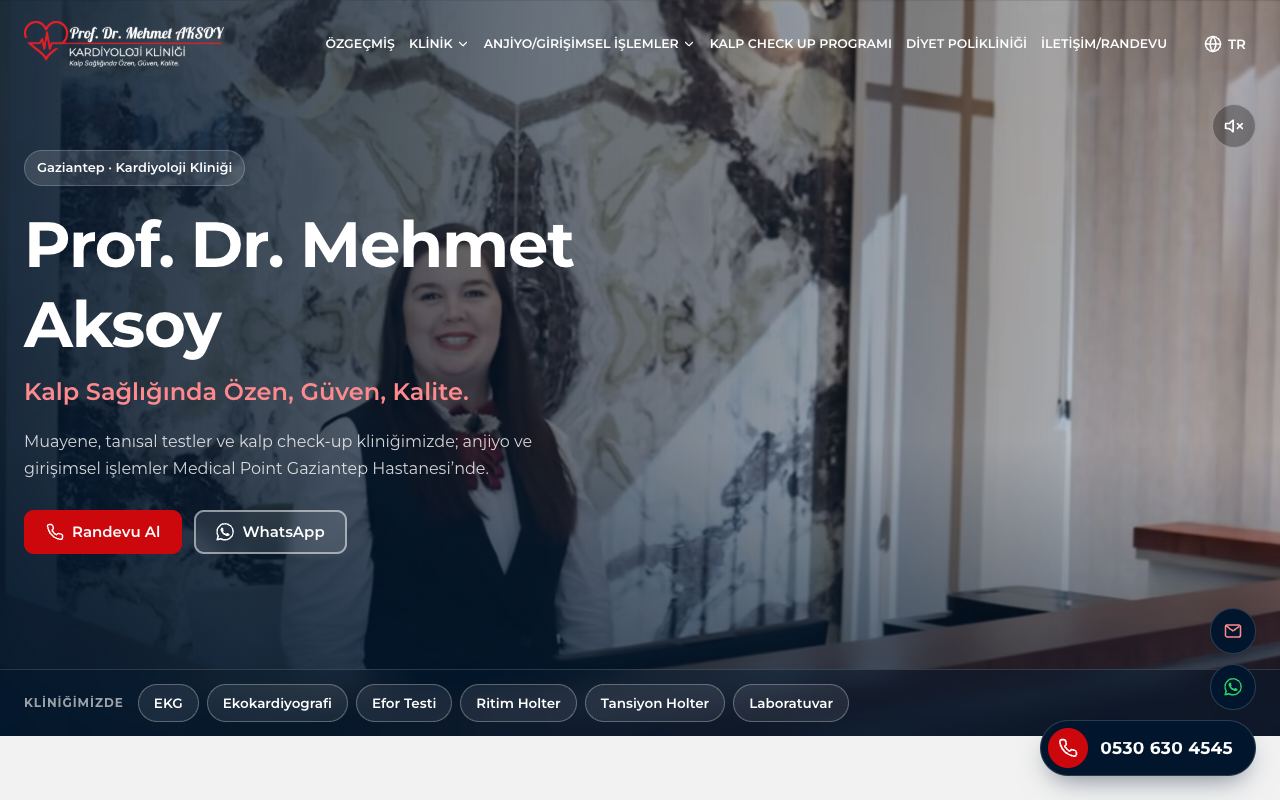 Prof. Dr. Mehmet AKSOY
KARDİYOLOJİ KLİNİĞİ
Kalp Sağlığında Özen, Güven, Kalite.
ÖZGEÇMİŞ
KLİNİK
ANJİYO/GİRİŞİMSEL İŞLEMLER
KALP CHECK UP PROGRAMI
DİYET POLİKLİNİĞİ
İLETİŞİM/RANDEVU
TR
Gaziantep · Kardiyoloji Kliniği
Prof. Dr. Mehmet
Aksoy
Kalp Sağlığında Özen, Güven, Kalite.
Muayene, tanısal testler ve kalp check-up kliniğimizde; anjiyo ve
girişimsel işlemler Medical Point Gaziantep Hastanesi’nde.
Randevu Al
WhatsApp
KLİNİĞİMİZDE
EKG
Ekokardiyografi
Efor Testi
Ritim Holter
Tansiyon Holter
Laboratuvar
0530 630 4545